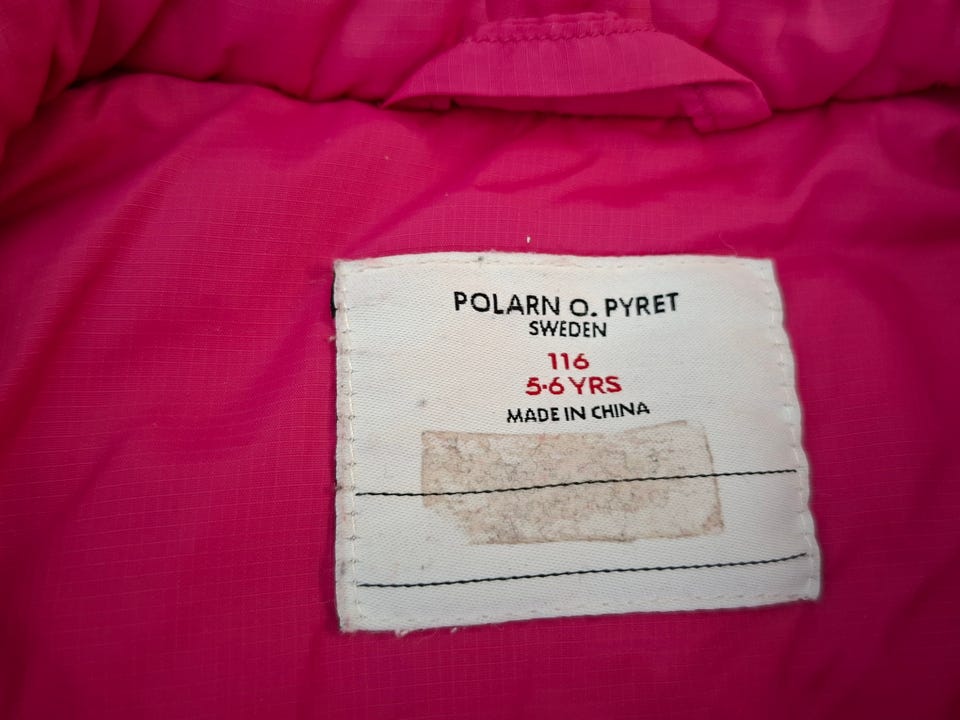 POLARN O. PYRET
SWEDEN
116
5-6 YRS
MADE IN CHINA